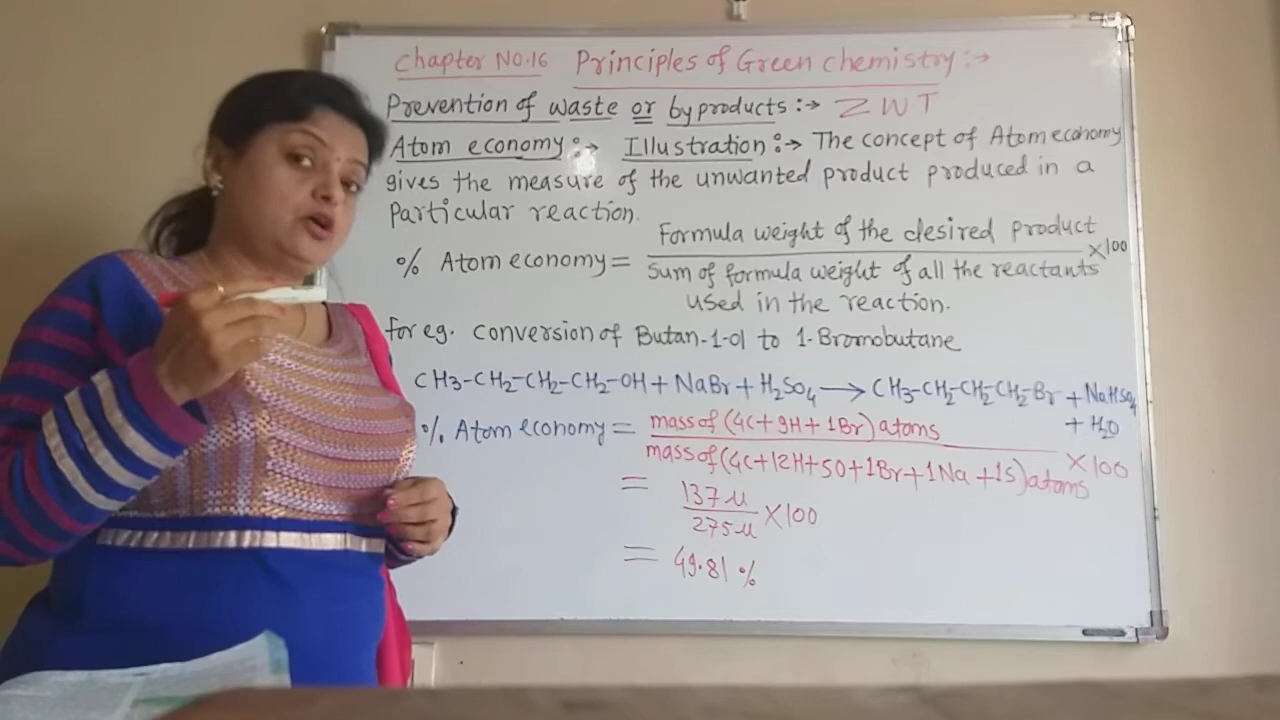 Chapter No.16 Principles of Green chemistry :→
Prevention of waste or by products :→ ZWT
Atom economy :→ Illustration :→ The concept of Atom economy
gives the measure of the unwanted product produced in a
Particular reaction.
% Atom economy = Formula weight of the desired product
Sum of formula weight of all the reactants ×100
used in the reaction.
For eg. conversion of Butan-1-ol to 1-Bromobutane
CH3-CH2-CH2-CH2-OH + NaBr + H2SO4 → CH3-CH2-CH2-CH2-Br + NaHSO4
+ H2O
% Atom economy = mass of (4C+9H+1Br) atoms
mass of (4C+12H+5O+1Br+1Na+1S) atoms ×100
= 137u
275u ×100
= 49.81 %